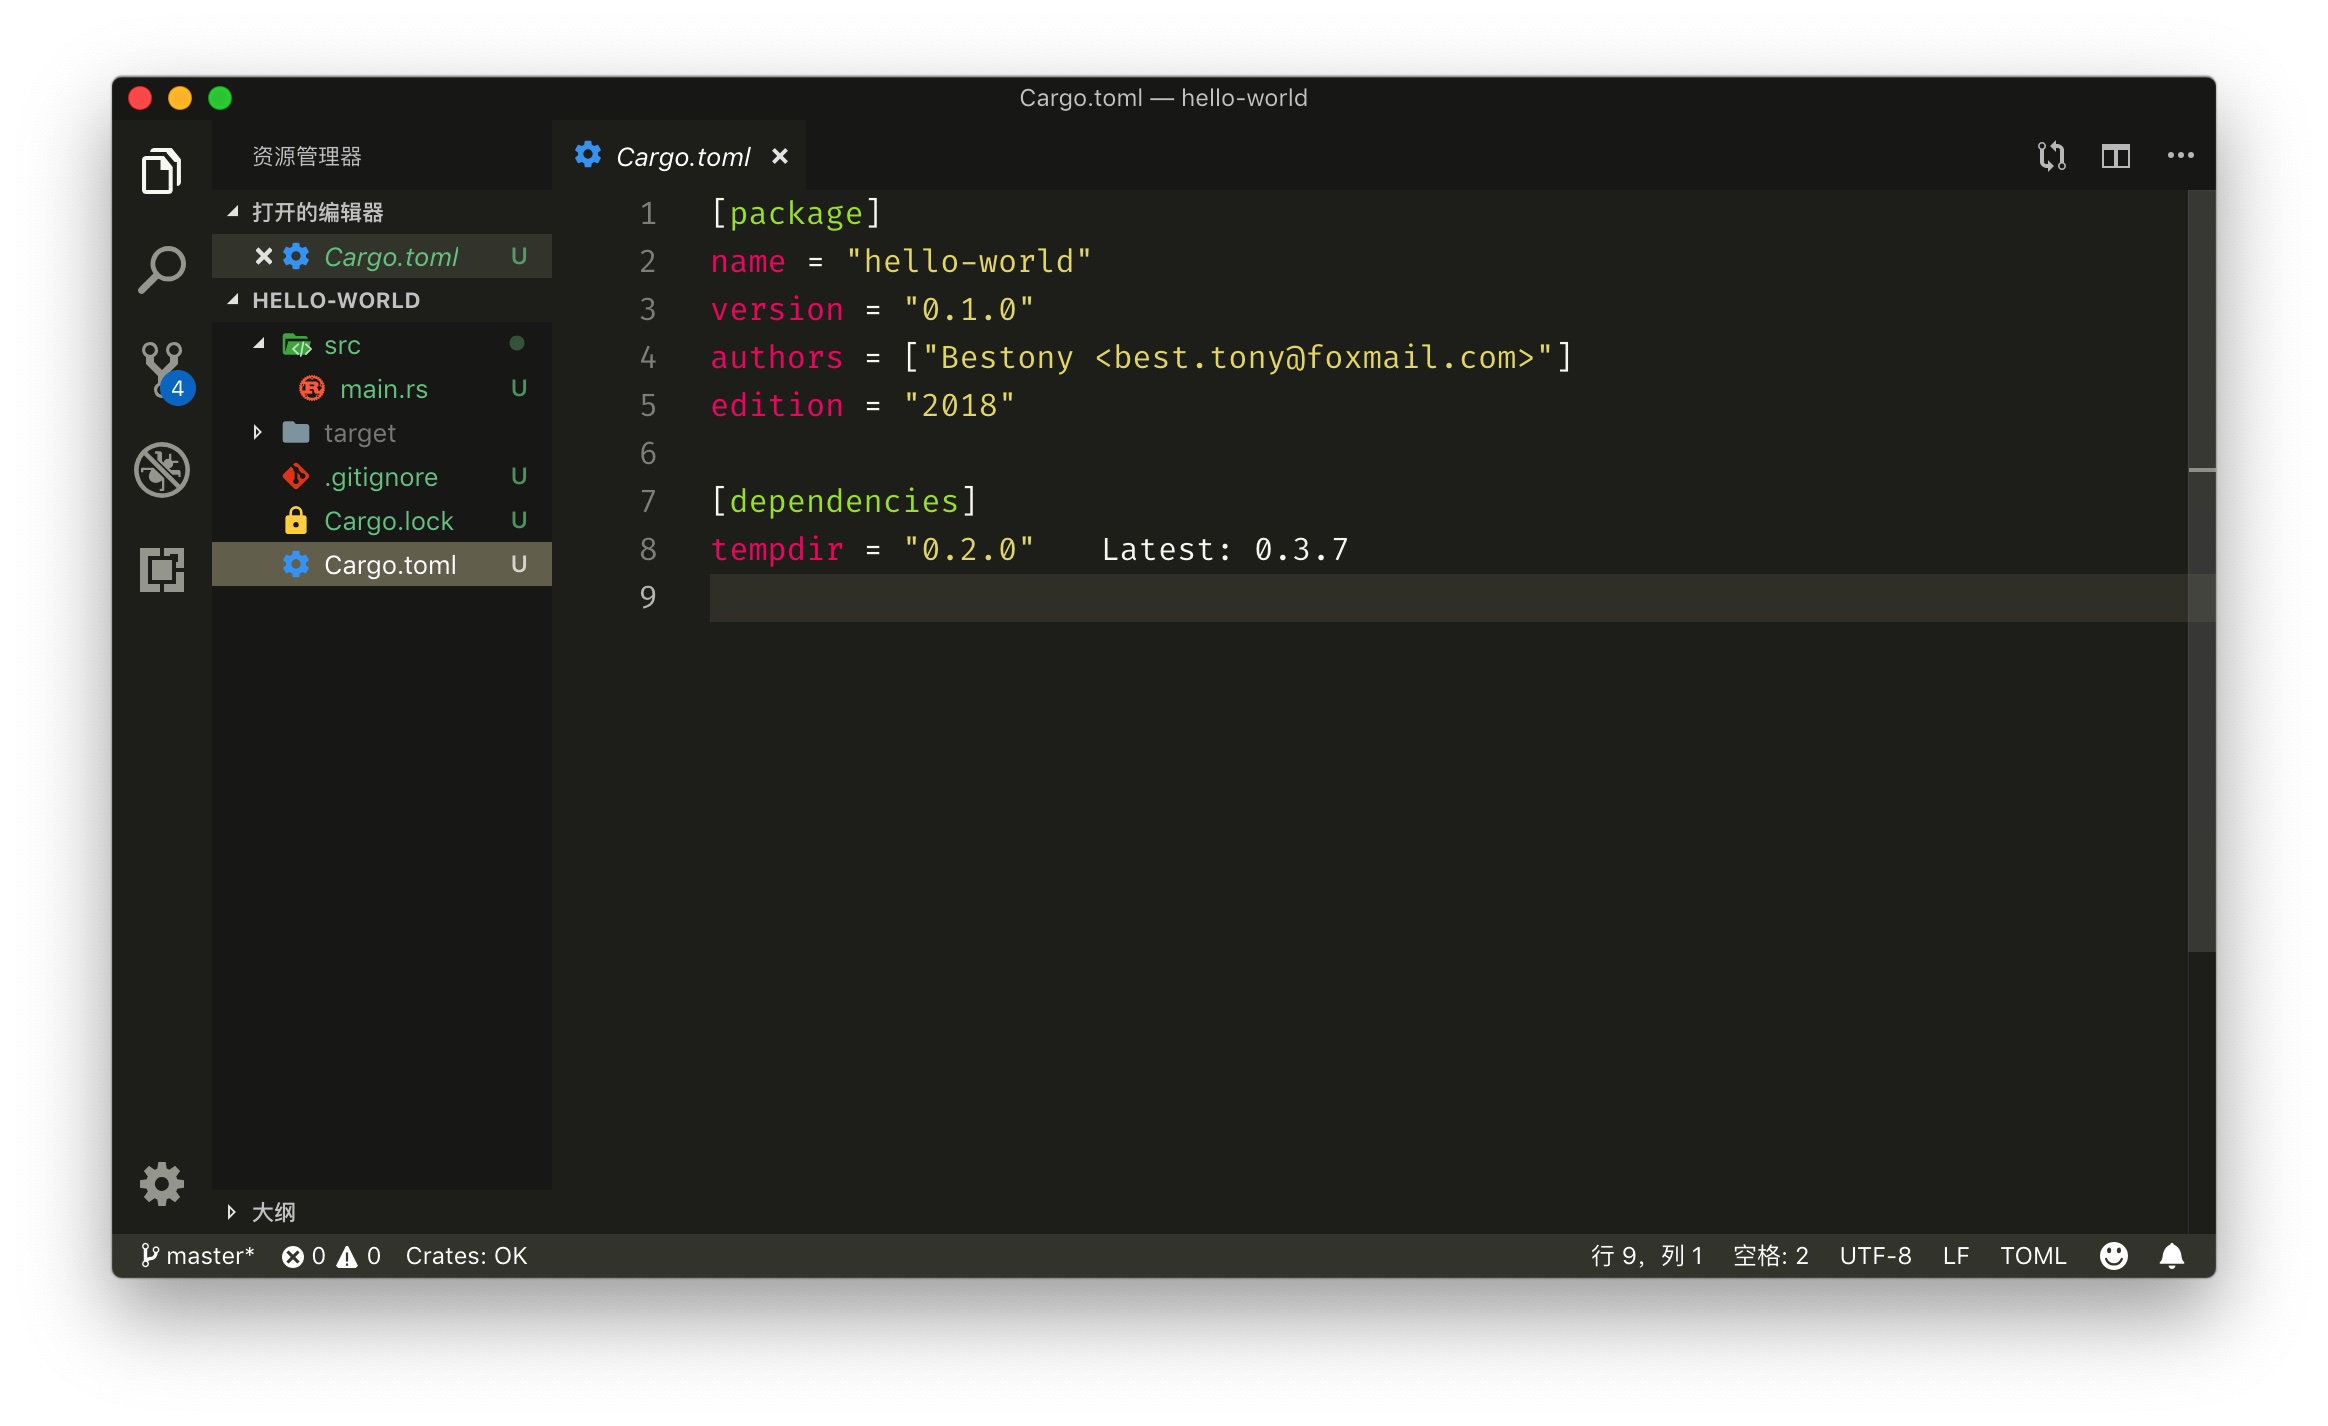 Cargo.toml — hello-world
资源管理器
打开的编辑器
Cargo.toml U
HELLO-WORLD
src
main.rs U
target
.gitignore U
Cargo.lock U
Cargo.toml U
4
大纲
Cargo.toml
1 [package]
2 name = "hello-world"
3 version = "0.1.0"
4 authors = ["Bestony <best.tony@foxmail.com>"]
5 edition = "2018"
6
7 [dependencies]
8 tempdir = "0.2.0" Latest: 0.3.7
9
master* 0 0 Crates: OK 行 9，列 1 空格: 2 UTF-8 LF TOML